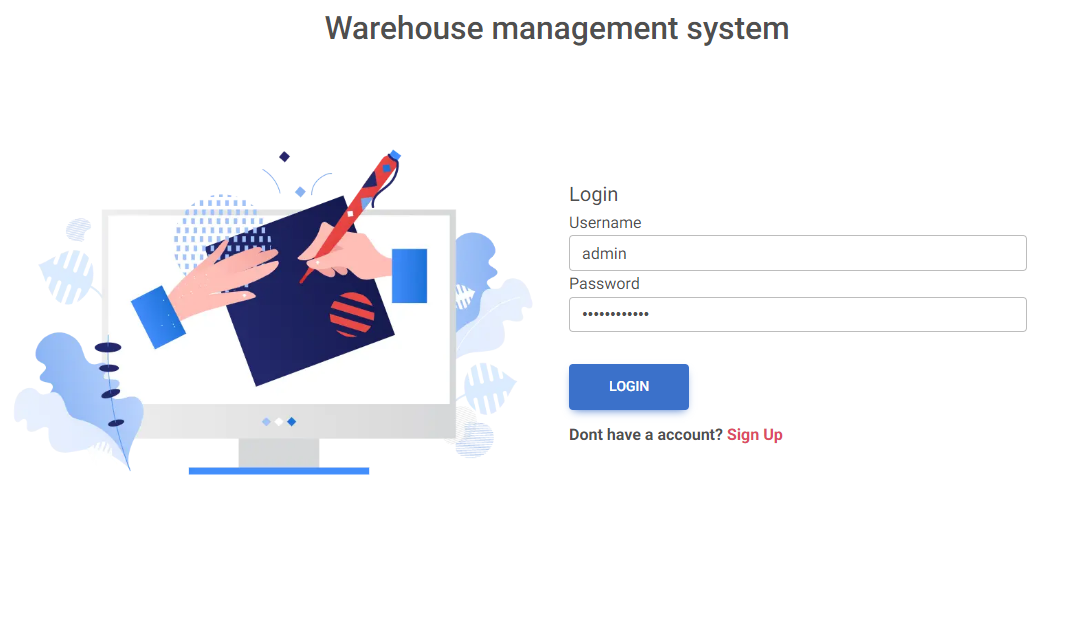 Warehouse management system
Login
Username
admin
Password
••••••••••••
LOGIN
Dont have a account? Sign Up